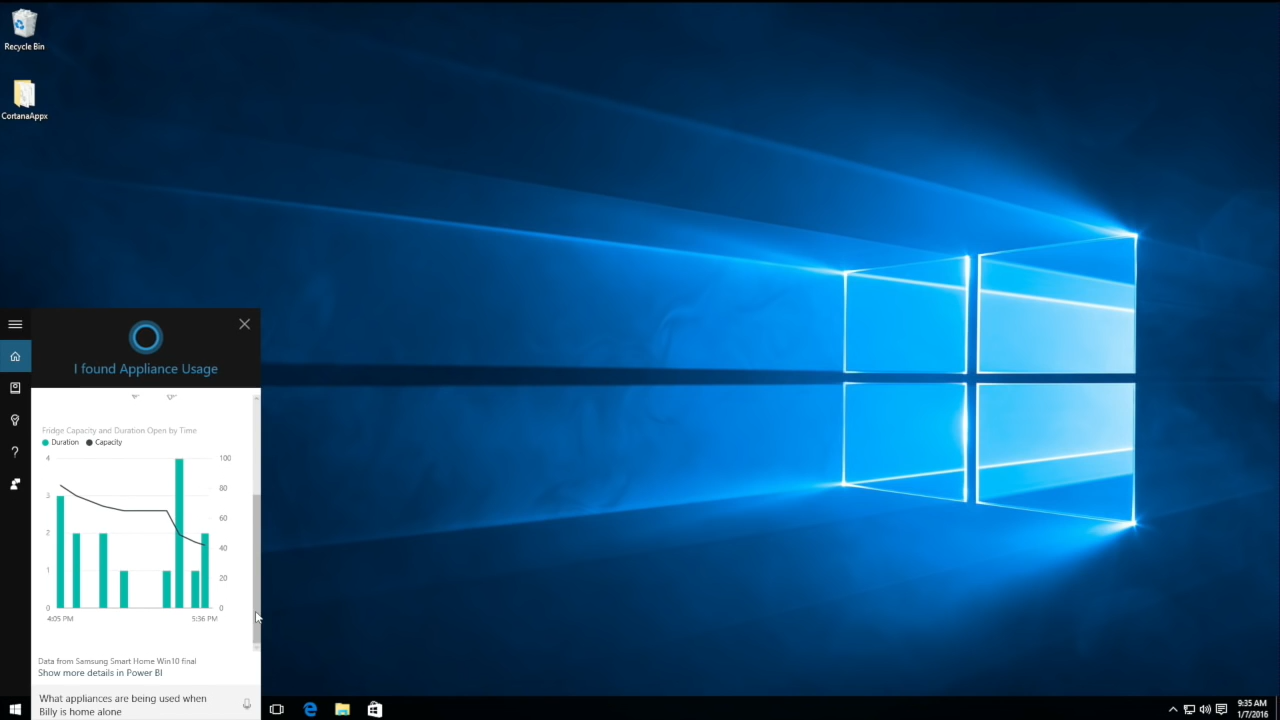 Recycle Bin
CortanaAppx
I found Appliance Usage
Fridge Capacity and Duration Open by Time
Duration Capacity
4 100
80
3
60
2
40
1
20
0 0
4:05 PM 5:36 PM
Data from Samsung Smart Home Win10 final
Show more details in Power BI
What appliances are being used when
Billy is home alone
9:35 AM
1/7/2016